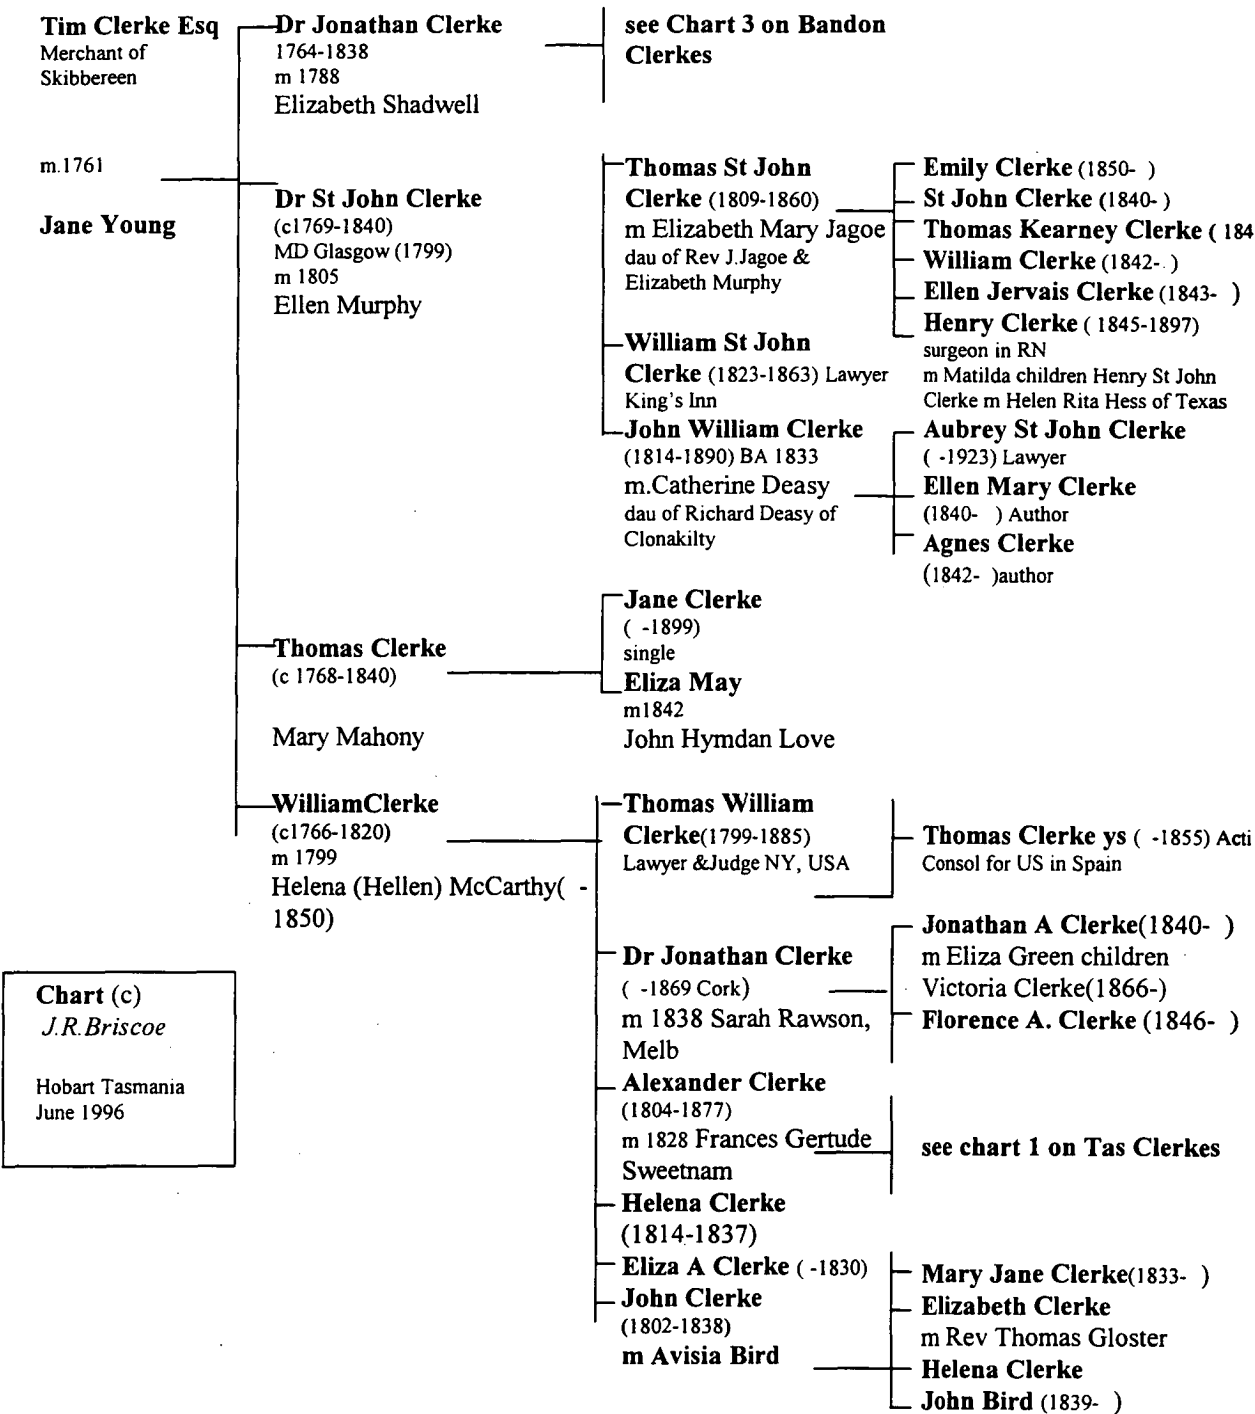 Tim Clerke Esq
Merchant of
Skibbereen
m.1761
Jane Young
Dr Jonathan Clerke
1764-1838
m 1788
Elizabeth Shadwell
see Chart 3 on Bandon
Clerkes
Dr St John Clerke
(c1769-1840)
MD Glasgow (1799)
m 1805
Ellen Murphy
Thomas St John
Clerke (1809-1860)
m Elizabeth Mary Jagoe
dau of Rev J.Jagoe &
Elizabeth Murphy
Emily Clerke (1850- )
St John Clerke (1840- )
Thomas Kearney Clerke ( 184
William Clerke (1842- )
Ellen Jervais Clerke (1843- )
Henry Clerke ( 1845-1897)
surgeon in RN
m Matilda children Henry St John
Clerke m Helen Rita Hess of Texas
William St John
Clerke (1823-1863) Lawyer
King's Inn
John William Clerke
(1814-1890) BA 1833
m.Catherine Deasy
dau of Richard Deasy of
Clonakilty
Aubrey St John Clerke
( -1923) Lawyer
Ellen Mary Clerke
(1840- ) Author
Agnes Clerke
(1842- )author
Thomas Clerke
(c 1768-1840)
Mary Mahony
Jane Clerke
( -1899)
single
Eliza May
m1842
John Hymdan Love
WilliamClerke
(c1766-1820)
m 1799
Helena (Hellen) McCarthy( -
1850)
Thomas William
Clerke(1799-1885)
Lawyer &Judge NY, USA
Thomas Clerke ys ( -1855) Acti
Consol for US in Spain
Dr Jonathan Clerke
( -1869 Cork)
m 1838 Sarah Rawson,
Melb
Jonathan A Clerke(1840- )
m Eliza Green children
Victoria Clerke(1866-)
Florence A. Clerke (1846- )
Alexander Clerke
(1804-1877)
m 1828 Frances Gertude
Sweetnam
see chart 1 on Tas Clerkes
Helena Clerke
(1814-1837)
Eliza A Clerke ( -1830)
John Clerke
(1802-1838)
m Avisia Bird
Mary Jane Clerke(1833- )
Elizabeth Clerke
m Rev Thomas Gloster
Helena Clerke
John Bird (1839- )
Chart (c)
J.R.Briscoe
Hobart Tasmania
June 1996